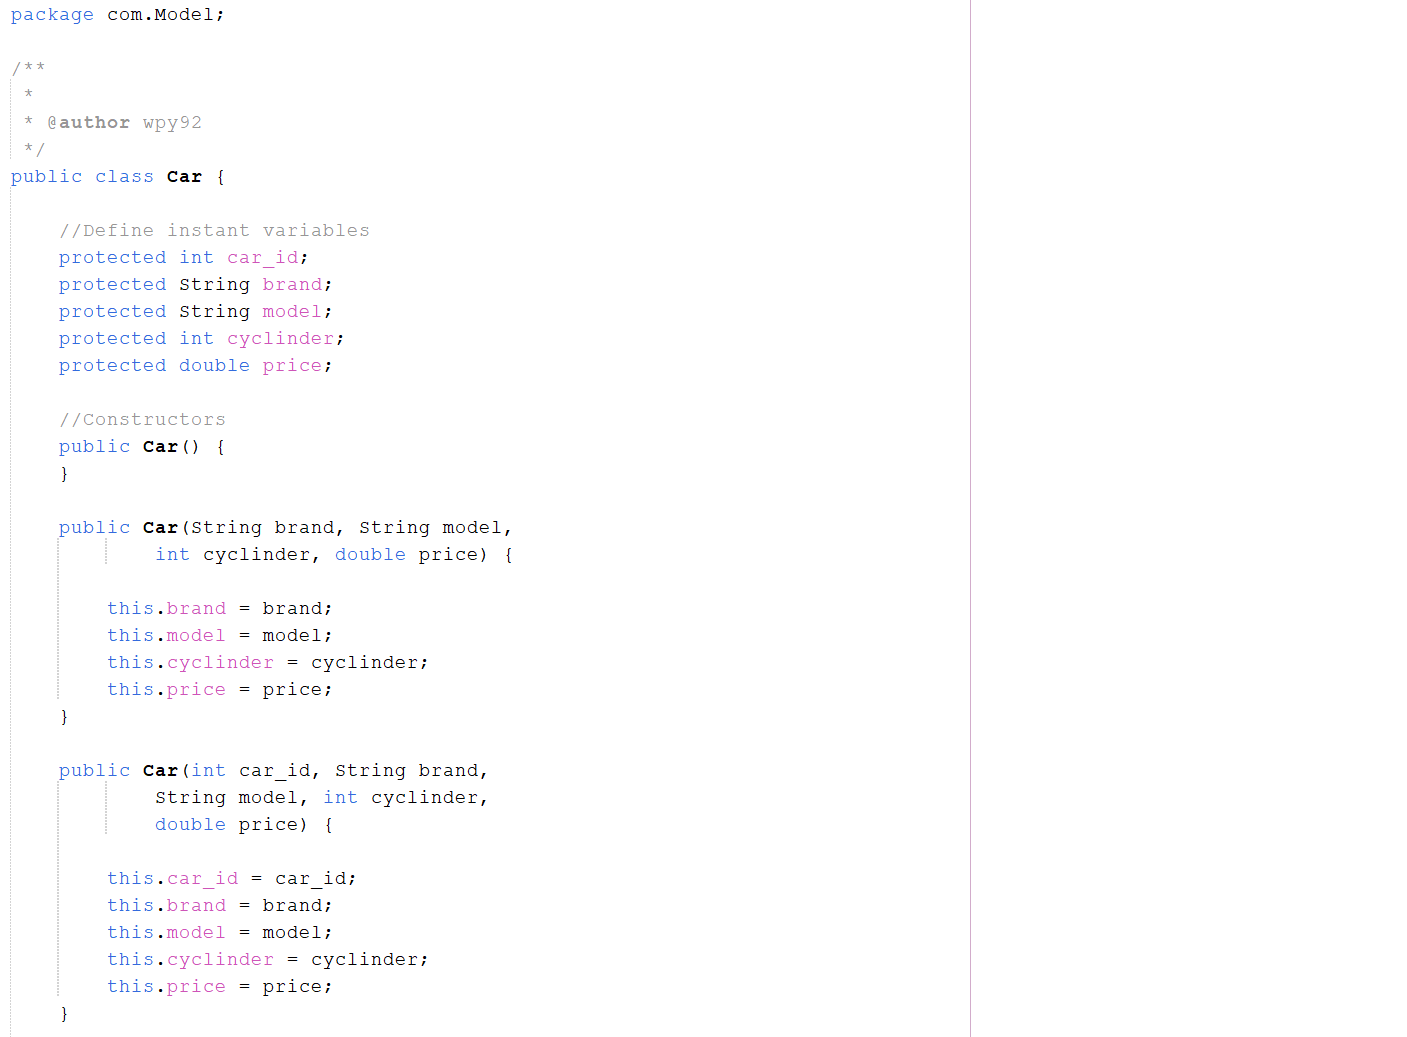 package com.Model;
/**
 *
 * @author wpy92
 */
public class Car {
    //Define instant variables
    protected int car_id;
    protected String brand;
    protected String model;
    protected int cyclinder;
    protected double price;
    //Constructors
    public Car() {
    }
    public Car(String brand, String model,
            int cyclinder, double price) {
        this.brand = brand;
        this.model = model;
        this.cyclinder = cyclinder;
        this.price = price;
    }
    public Car(int car_id, String brand,
            String model, int cyclinder,
            double price) {
        this.car_id = car_id;
        this.brand = brand;
        this.model = model;
        this.cyclinder = cyclinder;
        this.price = price;
    }